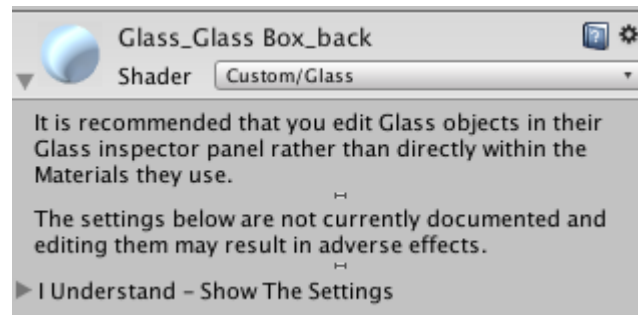 Glass_Glass Box_back
Shader Custom/Glass
It is recommended that you edit Glass objects in their
Glass inspector panel rather than directly within the
Materials they use.
The settings below are not currently documented and
editing them may result in adverse effects.
I Understand – Show The Settings